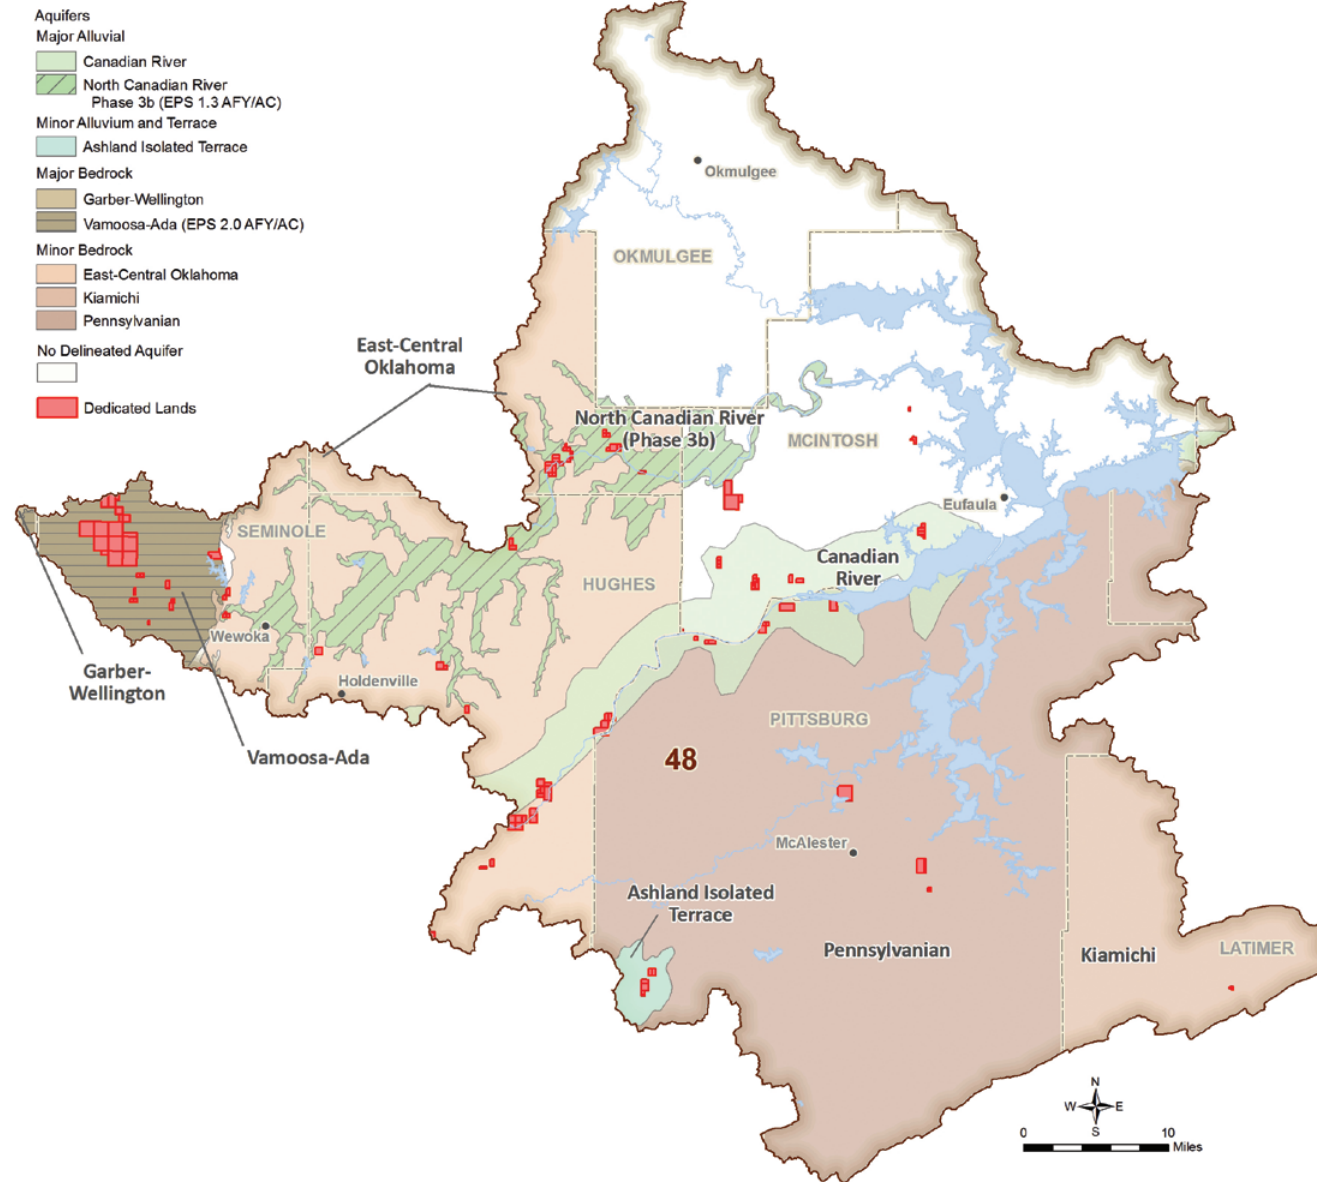 Aquifers
Major Alluvial
Canadian River
North Canadian River
Phase 3b (EPS 1.3 AFY/AC)
Minor Alluvium and Terrace
Ashland Isolated Terrace
Major Bedrock
Garber-Wellington
Vamoosa-Ada (EPS 2.0 AFY/AC)
Minor Bedrock
East-Central Oklahoma
Kiamichi
Pennsylvanian
No Delineated Aquifer
Dedicated Lands
Okmulgee
OKMULGEE
East-Central
Oklahoma
North Canadian River
(Phase 3b)
MCINTOSH
Eufaula
SEMINOLE
Canadian
River
HUGHES
Wewoka
Garber-
Wellington
Holdenville
Vamoosa-Ada
PITTSBURG
48
McAlester
Ashland Isolated
Terrace
Pennsylvanian
Kiamichi
LATIMER
N
W E
S
0 10
Miles